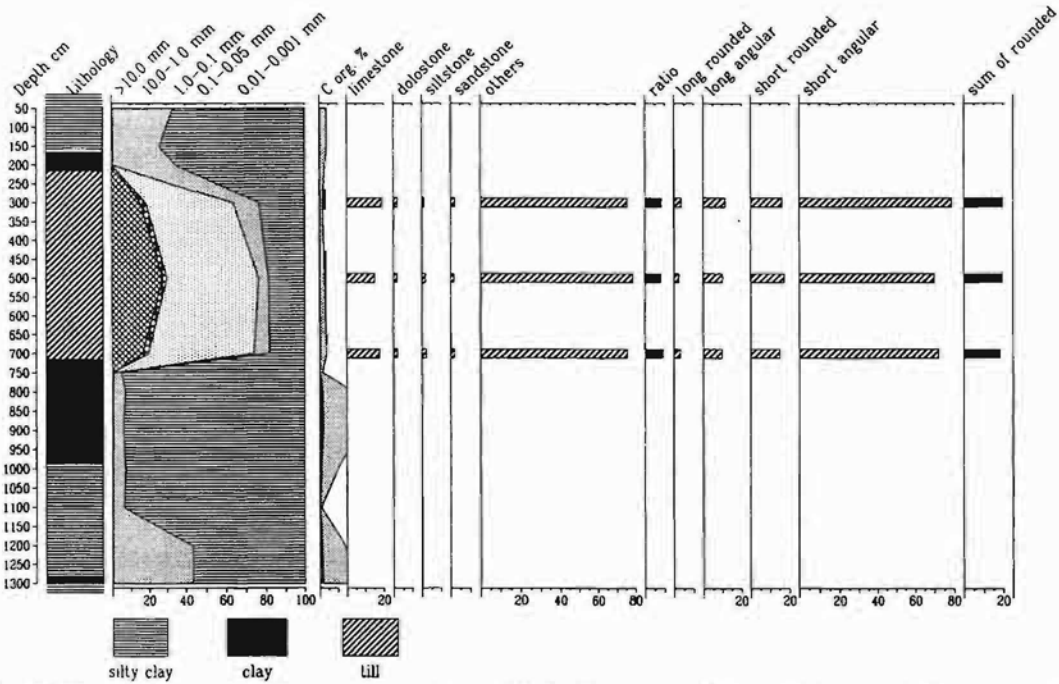 Depth cm
Lithology
>10.0 mm
10.0-1.0 mm
1.0-0.1 mm
0.1-0.05 mm
0.01-0.001 mm
C org. %
limestone
dolostone
siltstone
sandstone
others
ratio
long rounded
long angular
short rounded
short angular
sum of rounded
50
100
150
200
250
300
350
400
450
500
550
600
650
700
750
800
850
900
950
1000
1050
1100
1150
1200
1250
1300
20 40 60 80 100 20 20 40 60 80 20 20 20 40 60 80 20
silty clay clay till